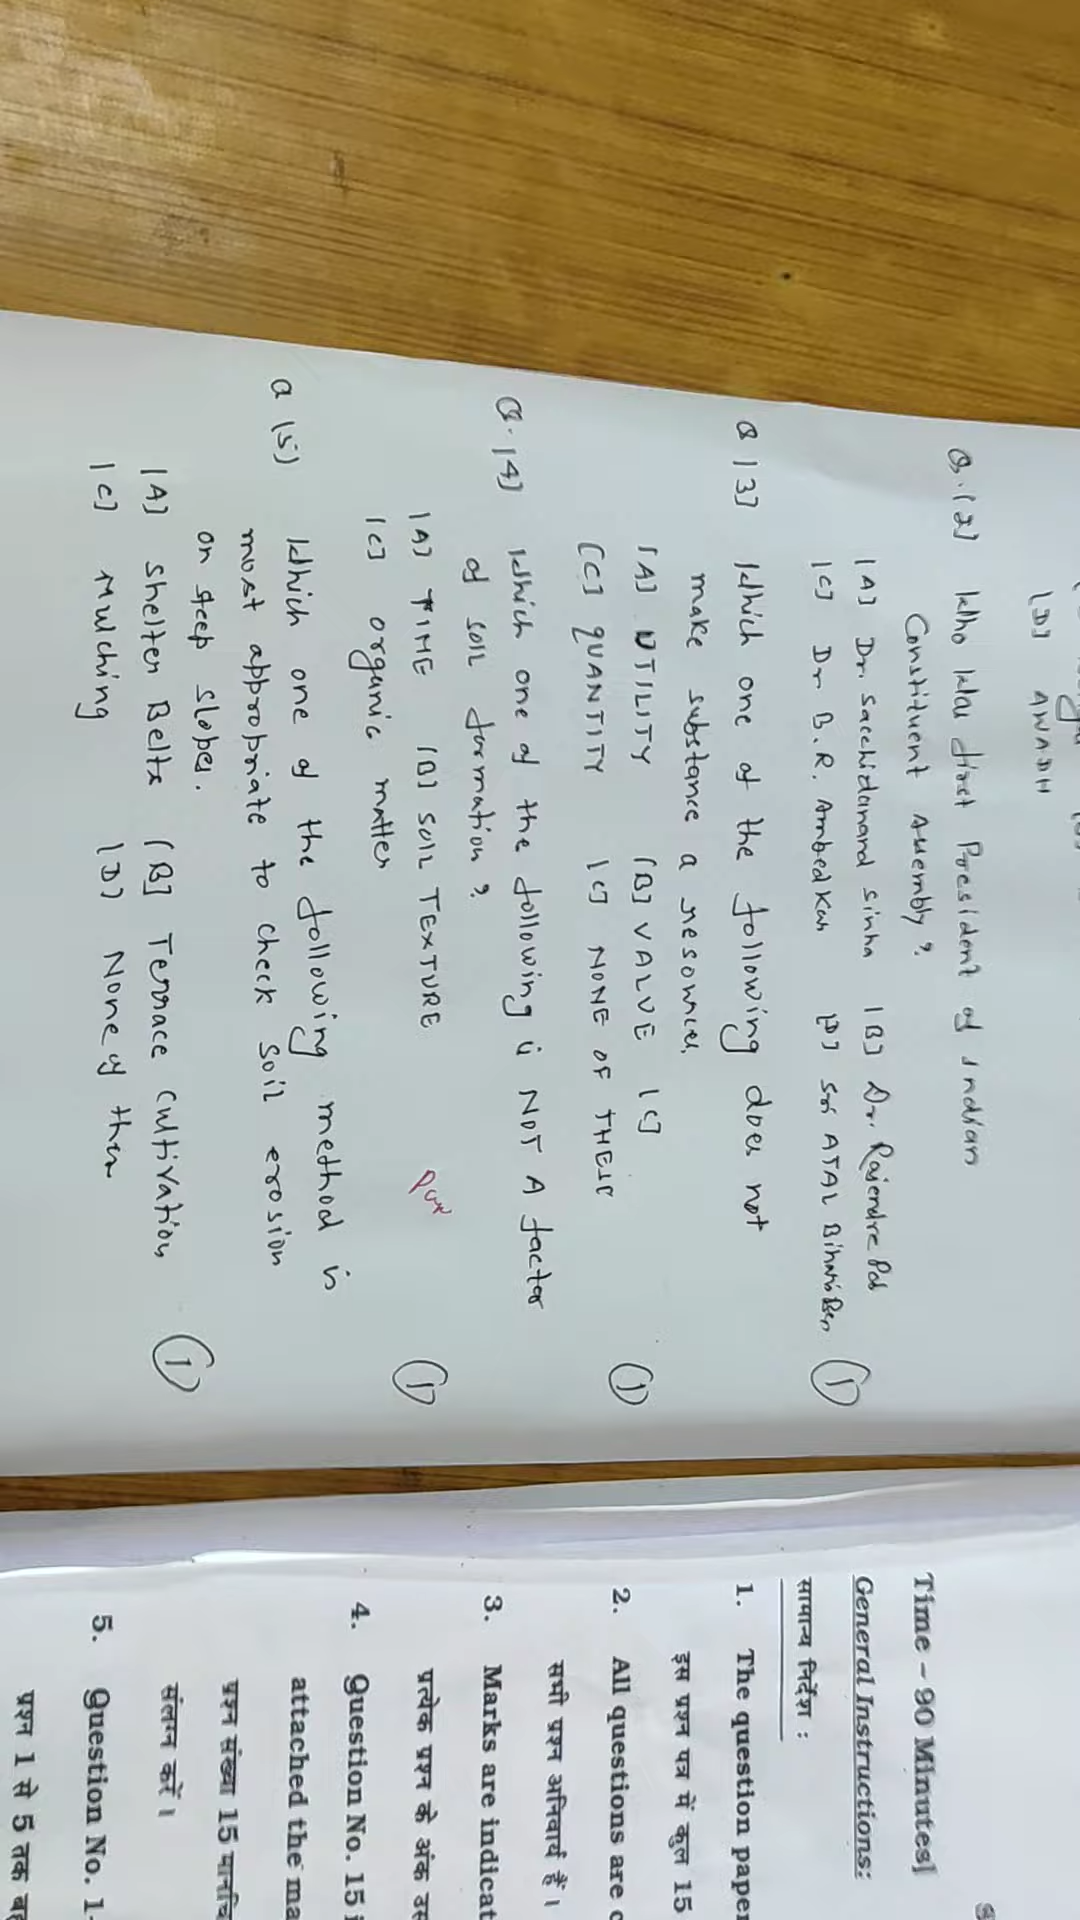 [D] AWADH
Q.12] Who Was first President of Indian
Constituent Assembly?
[A] Dr. Sacchidanand sinha [B] Dr. Rajendre
[C] Dr B.R. Ambedkar [D] Sri ATAL Bihari
(1)
Q 13] Which one of the following does not
make substance a resources
[A] UTILITY [B] VALUE [C]
[C] QUANTITY [C] NONE OF THESE
(1)
Q.14] Which one of the following is NOT A factor
of soil formation?
[A] TIME [B] SOIL TEXTURE
[C] organic matter
(1)
Q 15) Which one of the following method is
most appropriate to check soil erosion
on steep slopes.
[A] Shelter Belts [B] Terrace cultivation
[C] Mulching [D] None of them
(1)
Time – 90 Minutes]
General Instructions:
सामान्य निर्देश :
1. The question paper
इस प्रश्न पत्र में कुल 15
2. All questions are
सभी प्रश्न अनिवार्य हैं।
3. Marks are indicat
प्रत्येक प्रश्न के अंक
4. Question No. 15
attached the ma
प्रश्न संख्या 15 मानचि
संलग्न करें।
5. Question No. 1-
प्रश्न 1 से 5 तक